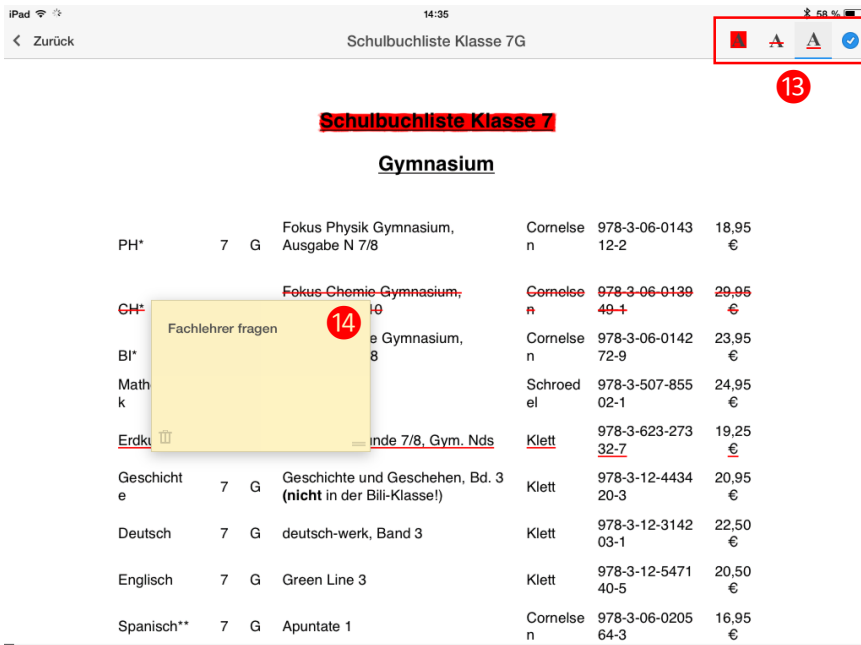 iPad 14:35 58 %
Zurück Schulbuchliste Klasse 7G A A A
13
Schulbuchliste Klasse 7
Gymnasium
Fokus Physik Gymnasium, Cornelse 978-3-06-0143 18,95
PH* 7 G Ausgabe N 7/8 n 12-2 €
Fokus Chemie Gymnasium, Cornelse 978-3-06-0139 29,95
CH* 0 n 49-1 €
Fachlehrer fragen 14
e Gymnasium, Cornelse 978-3-06-0142 23,95
BI* 8 n 72-9 €
Math Schroed 978-3-507-855 24,95
k el 02-1 €
978-3-623-273 19,25
Erdku nde 7/8, Gym. Nds Klett 32-7 €
Geschicht Geschichte und Geschehen, Bd. 3 978-3-12-4434 20,95
e 7 G (nicht in der Bili-Klasse!) Klett 20-3 €
978-3-12-3142 22,50
Deutsch 7 G deutsch-werk, Band 3 Klett 03-1 €
978-3-12-5471 20,50
Englisch 7 G Green Line 3 Klett 40-5 €
Cornelse 978-3-06-0205 16,95
Spanisch** 7 G Apuntate 1 n 64-3 €